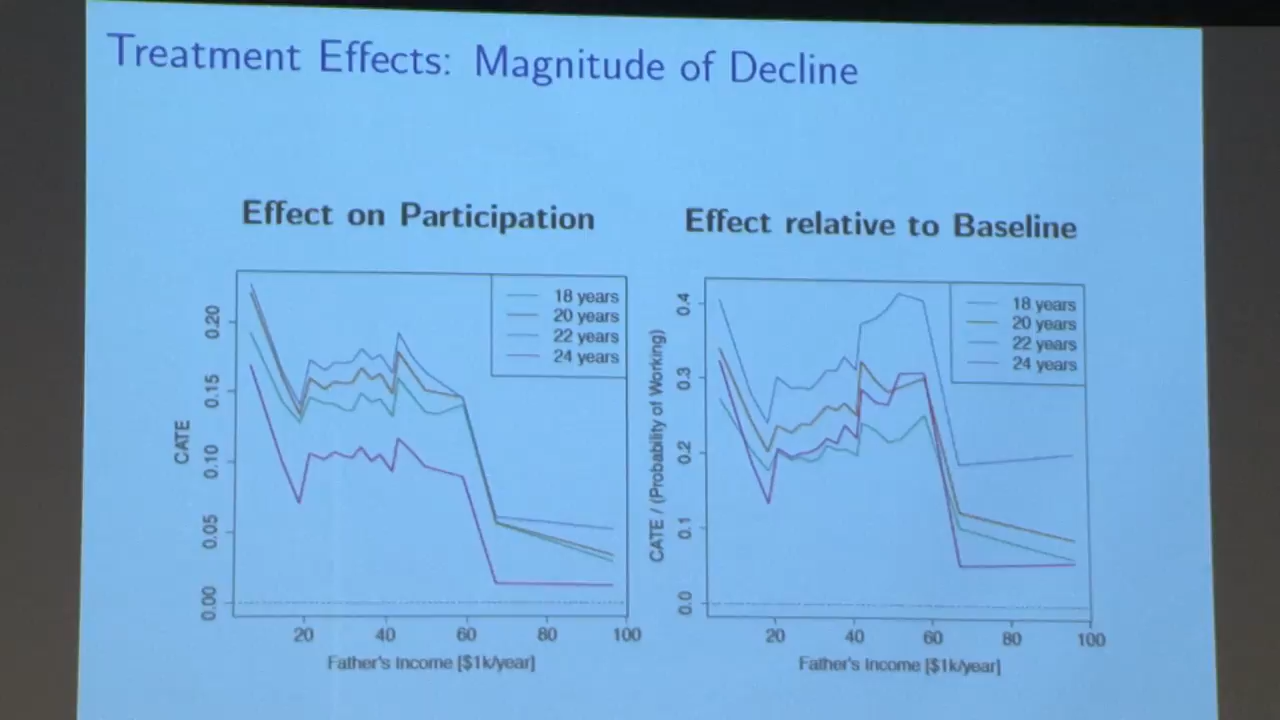 Treatment Effects: Magnitude of Decline
Effect on Participation
CATE
0.20
0.15
0.10
0.05
0.00
18 years
20 years
22 years
24 years
20 40 60 80 100
Father's Income [$1k/year]
Effect relative to Baseline
CATE / (Probability of Working)
0.4
0.3
0.2
0.1
0.0
18 years
20 years
22 years
24 years
20 40 60 80 100
Father's Income [$1k/year]